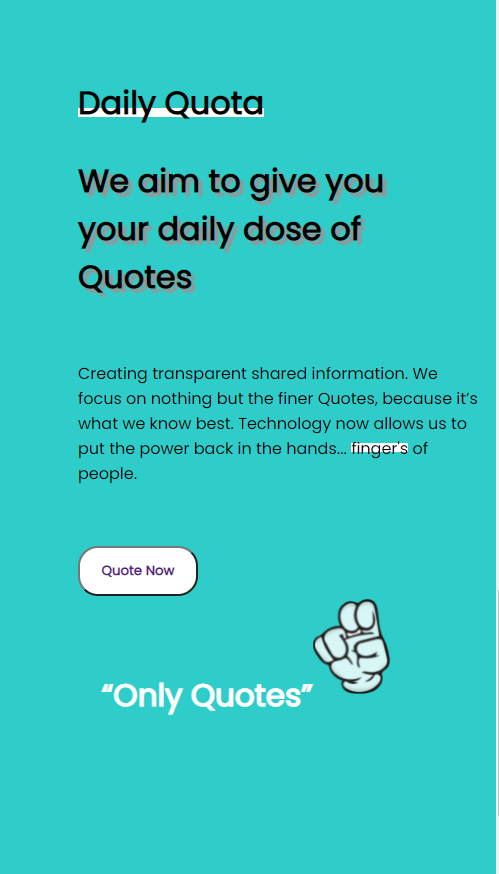 Daily Quota
We aim to give you
your daily dose of
Quotes
Creating transparent shared information. We
focus on nothing but the finer Quotes, because it’s
what we know best. Technology now allows us to
put the power back in the hands... finger's of
people.
Quote Now
“Only Quotes”